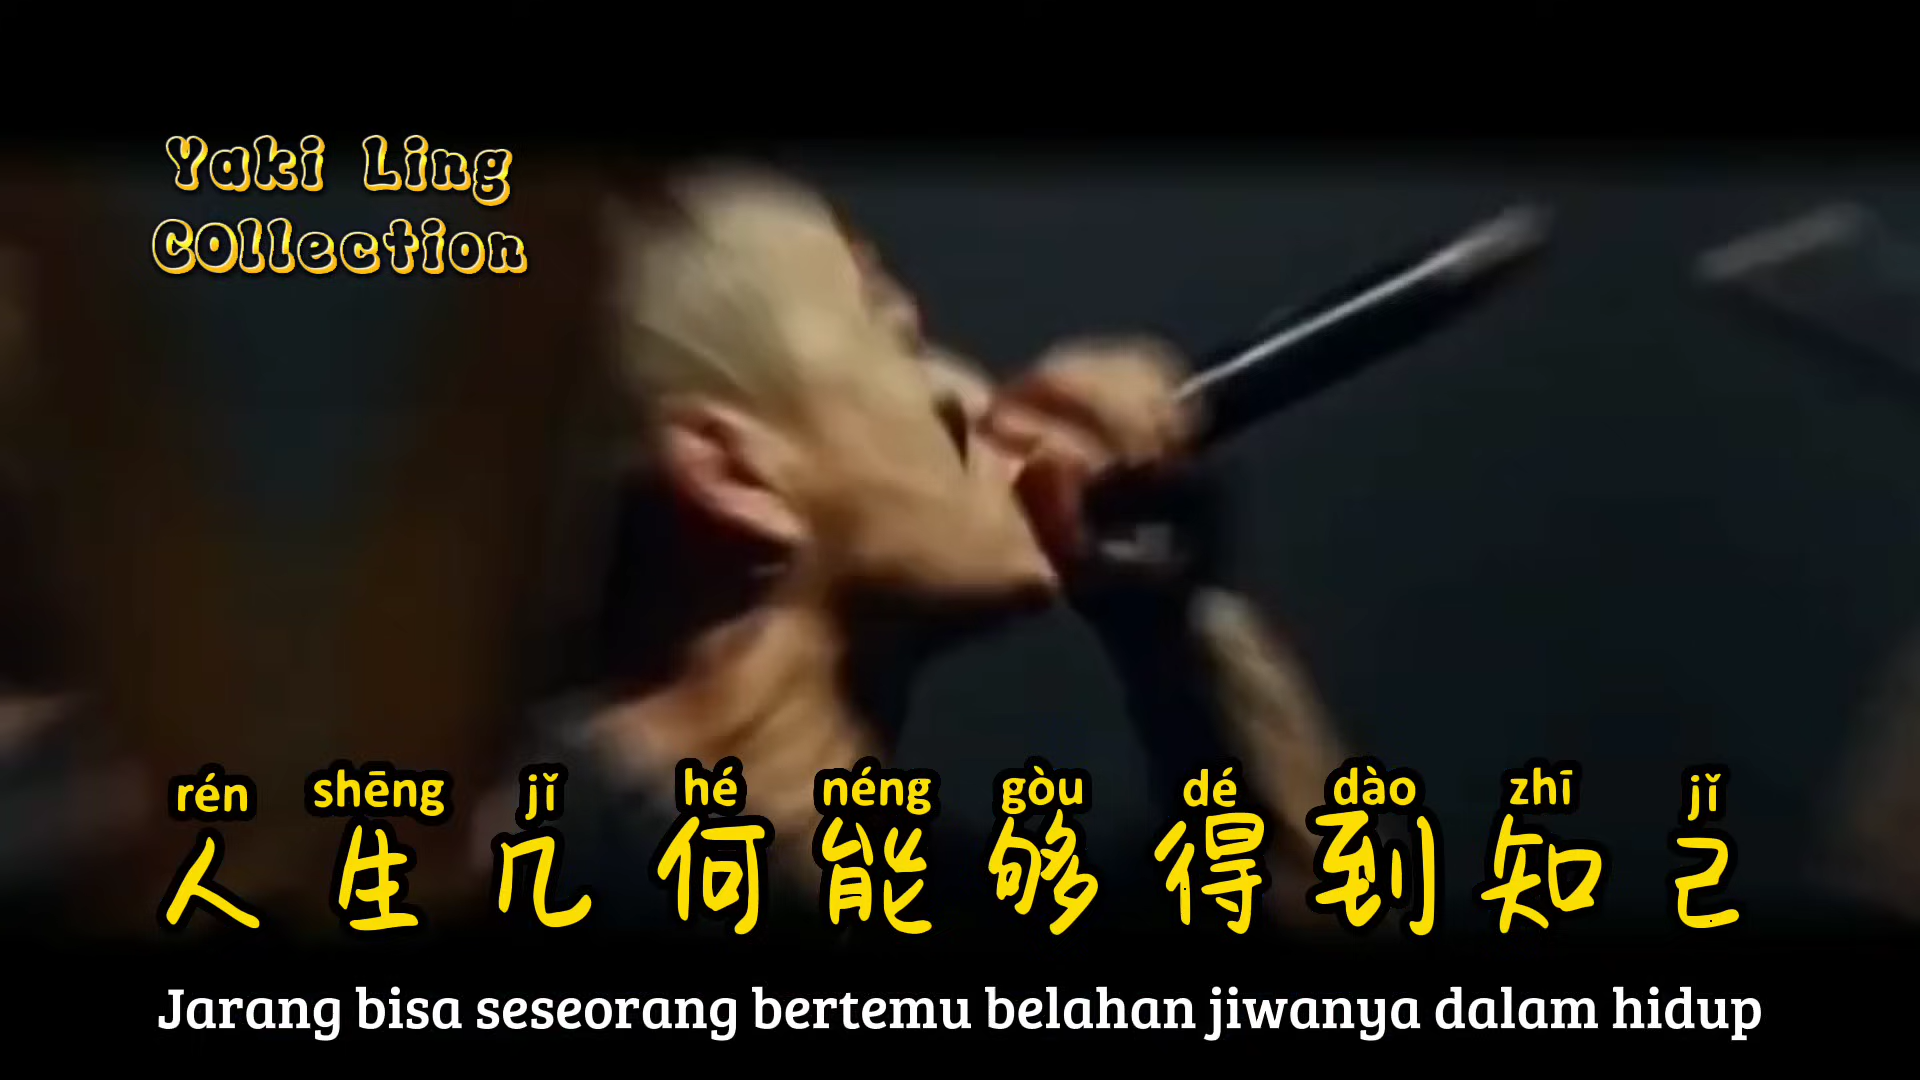 Yaki Ling
COllection
rén shēng jǐ hé néng gòu dé dào zhī jǐ
人生几何能够得到知己
Jarang bisa seseorang bertemu belahan jiwanya dalam hidup